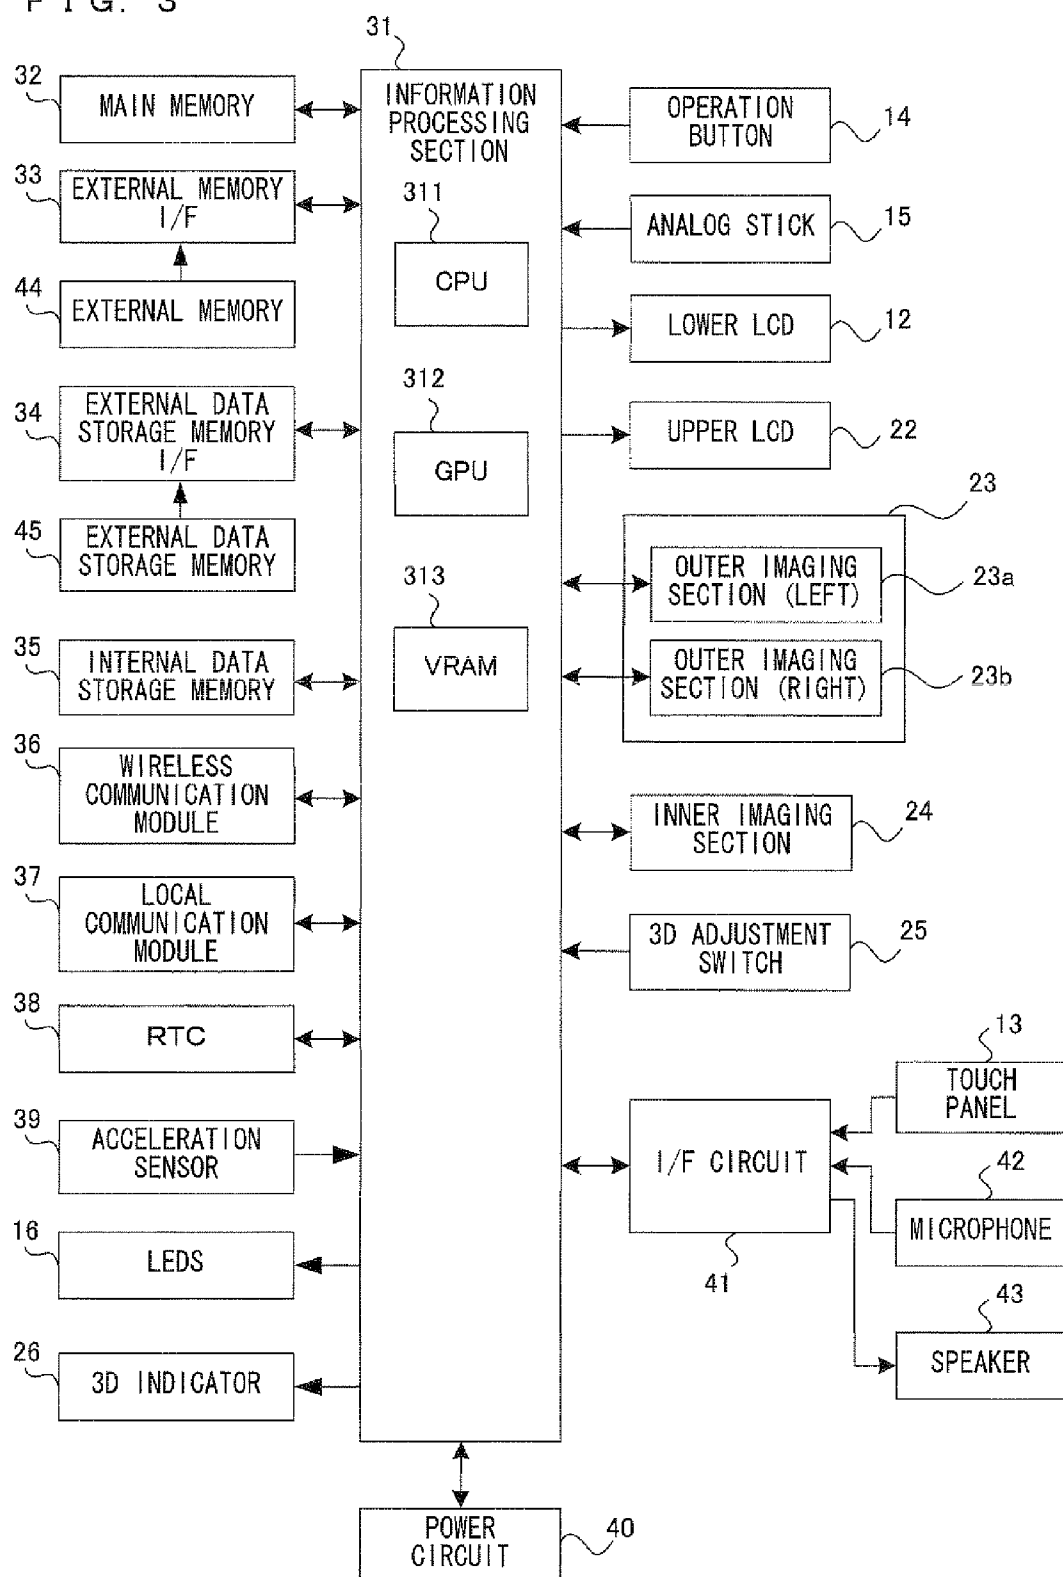 FIG. 3
31
32
MAIN MEMORY
33
EXTERNAL MEMORY
I/F
44
EXTERNAL MEMORY
34
EXTERNAL DATA
STORAGE MEMORY
I/F
45
EXTERNAL DATA
STORAGE MEMORY
35
INTERNAL DATA
STORAGE MEMORY
36
WIRELESS
COMMUNICATION
MODULE
37
LOCAL
COMMUNICATION
MODULE
38
RTC
39
ACCELERATION
SENSOR
16
LEDS
26
3D INDICATOR
INFORMATION
PROCESSING
SECTION
311
CPU
312
GPU
313
VRAM
OPERATION
BUTTON
14
ANALOG STICK
15
LOWER LCD
12
UPPER LCD
22
23
OUTER IMAGING
SECTION (LEFT)
23a
OUTER IMAGING
SECTION (RIGHT)
23b
INNER IMAGING
SECTION
24
3D ADJUSTMENT
SWITCH
25
13
TOUCH
PANEL
I/F CIRCUIT
41
42
MICROPHONE
43
SPEAKER
POWER
CIRCUIT
40